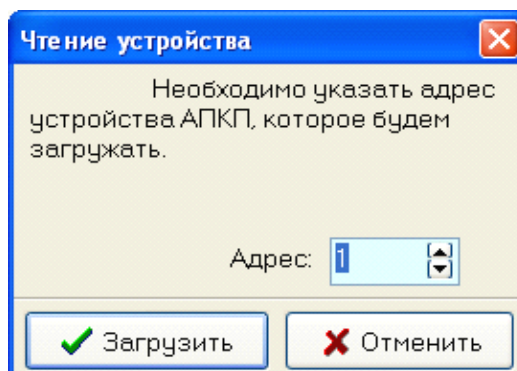 Чтение устройства
Необходимо указать адрес
устройства АПКП, которое будем
загружать.
Адрес: 1
Загрузить Отменить